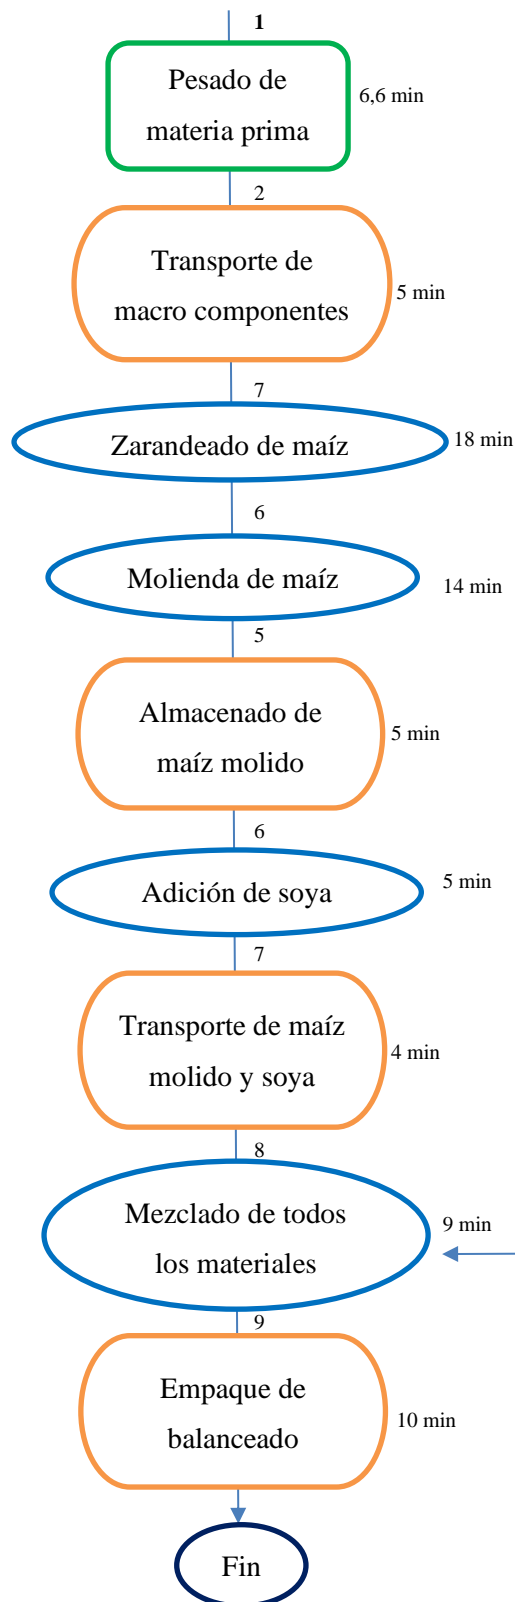 1
Pesado de
materia prima
6,6 min
2
Transporte de
macro componentes
5 min
7
Zarandeado de maíz
18 min
6
Molienda de maíz
14 min
5
Almacenado de
maíz molido
5 min
6
Adición de soya
5 min
7
Transporte de maíz
molido y soya
4 min
8
Mezclado de todos
los materiales
9 min
9
Empaque de
balanceado
10 min
Fin